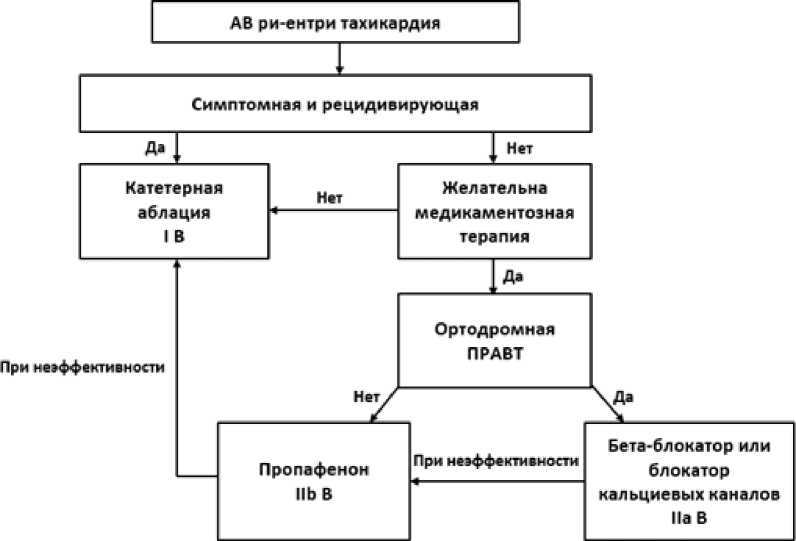 АВ ри-ентри тахикардия
Симптомная и рецидивирующая
Да
Нет
Катетерная
аблация
I B
Нет
Желательна
медикаментозная
терапия
Да
Ортодромная
ПРАВТ
При неэффективности
Нет
Да
Пропафенон
IIb B
При неэффективности
Бета-блокатор или
блокатор
кальциевых каналов
IIa B